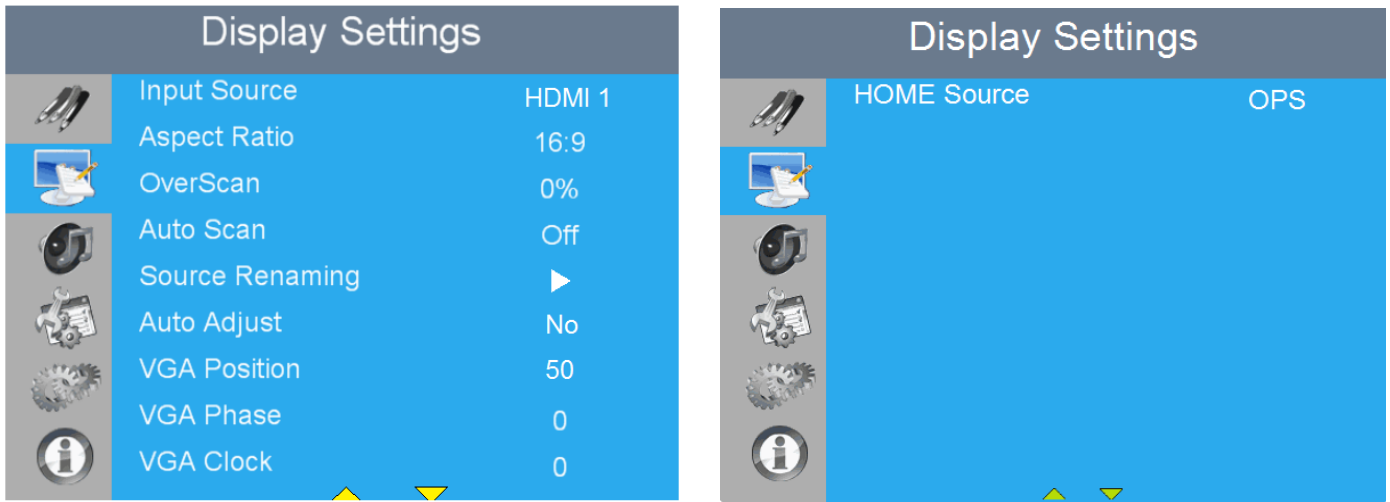 Display Settings
Input Source HDMI 1
Aspect Ratio 16:9
OverScan 0%
Auto Scan Off
Source Renaming
Auto Adjust No
VGA Position 50
VGA Phase 0
VGA Clock 0
Display Settings
HOME Source OPS